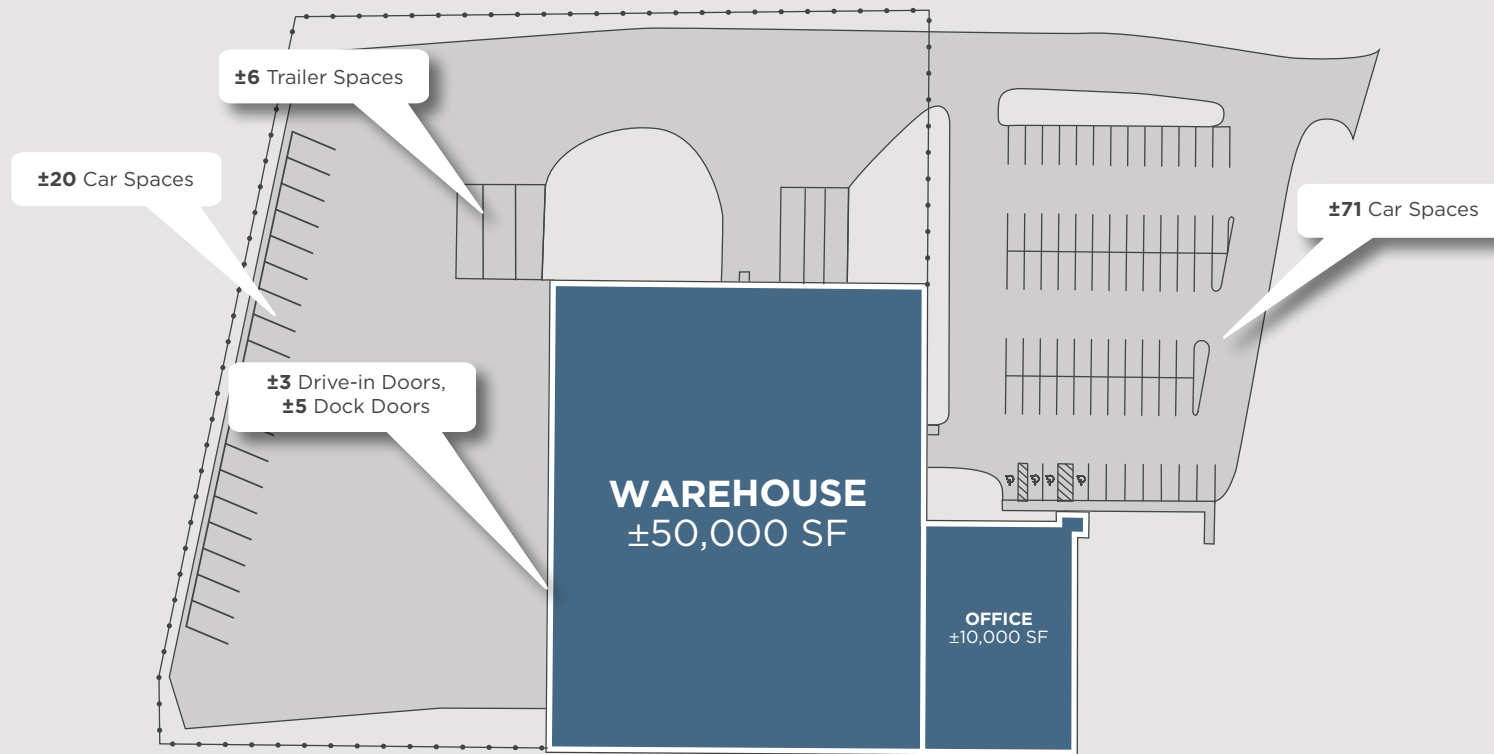 ±6 Trailer Spaces
±20 Car Spaces
±71 Car Spaces
±3 Drive-in Doors,
±5 Dock Doors
WAREHOUSE
±50,000 SF
OFFICE
±10,000 SF